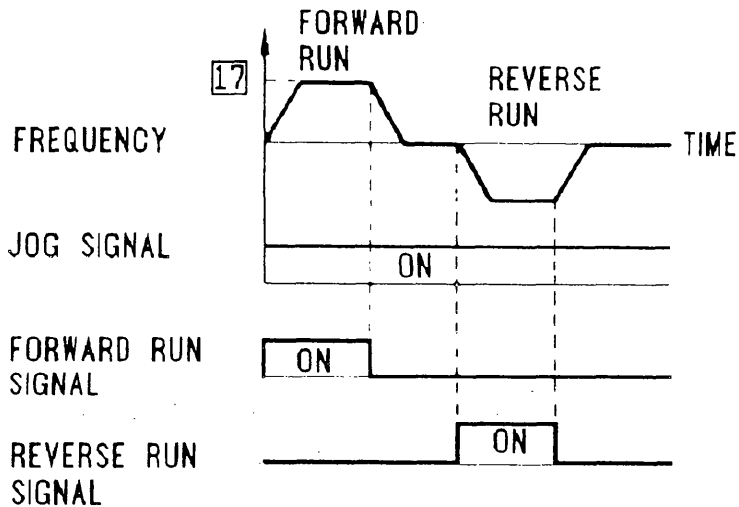 FORWARD
RUN
17
REVERSE
RUN
FREQUENCY
TIME
JOG SIGNAL
ON
FORWARD RUN
SIGNAL
ON
REVERSE RUN
SIGNAL
ON